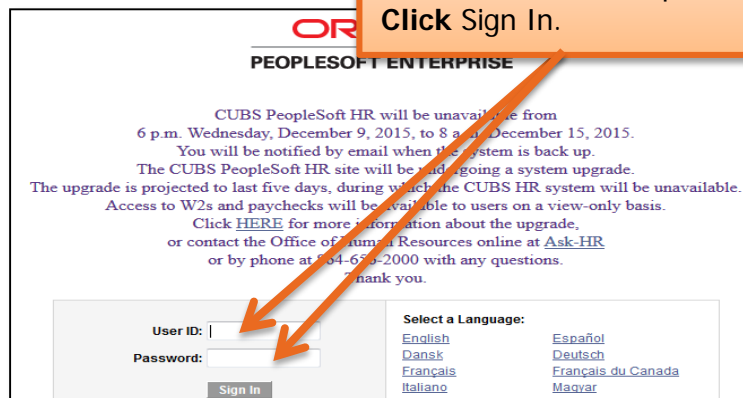 Click Sign In.
OR
PEOPLESOFT ENTERPRISE
CUBS PeopleSoft HR will be unavailable from
6 p.m. Wednesday, December 9, 2015, to 8 a.m. December 15, 2015.
You will be notified by email when the system is back up.
The CUBS PeopleSoft HR site will be undergoing a system upgrade.
The upgrade is projected to last five days, during which the CUBS HR system will be unavailable.
Access to W2s and paychecks will be available to users on a view-only basis.
Click HERE for more information about the upgrade,
or contact the Office of Human Resources online at Ask-HR
or by phone at 864-656-2000 with any questions.
Thank you.
User ID:
Password:
Sign In
Select a Language:
English Español
Dansk Deutsch
Français Français du Canada
Italiano Magyar